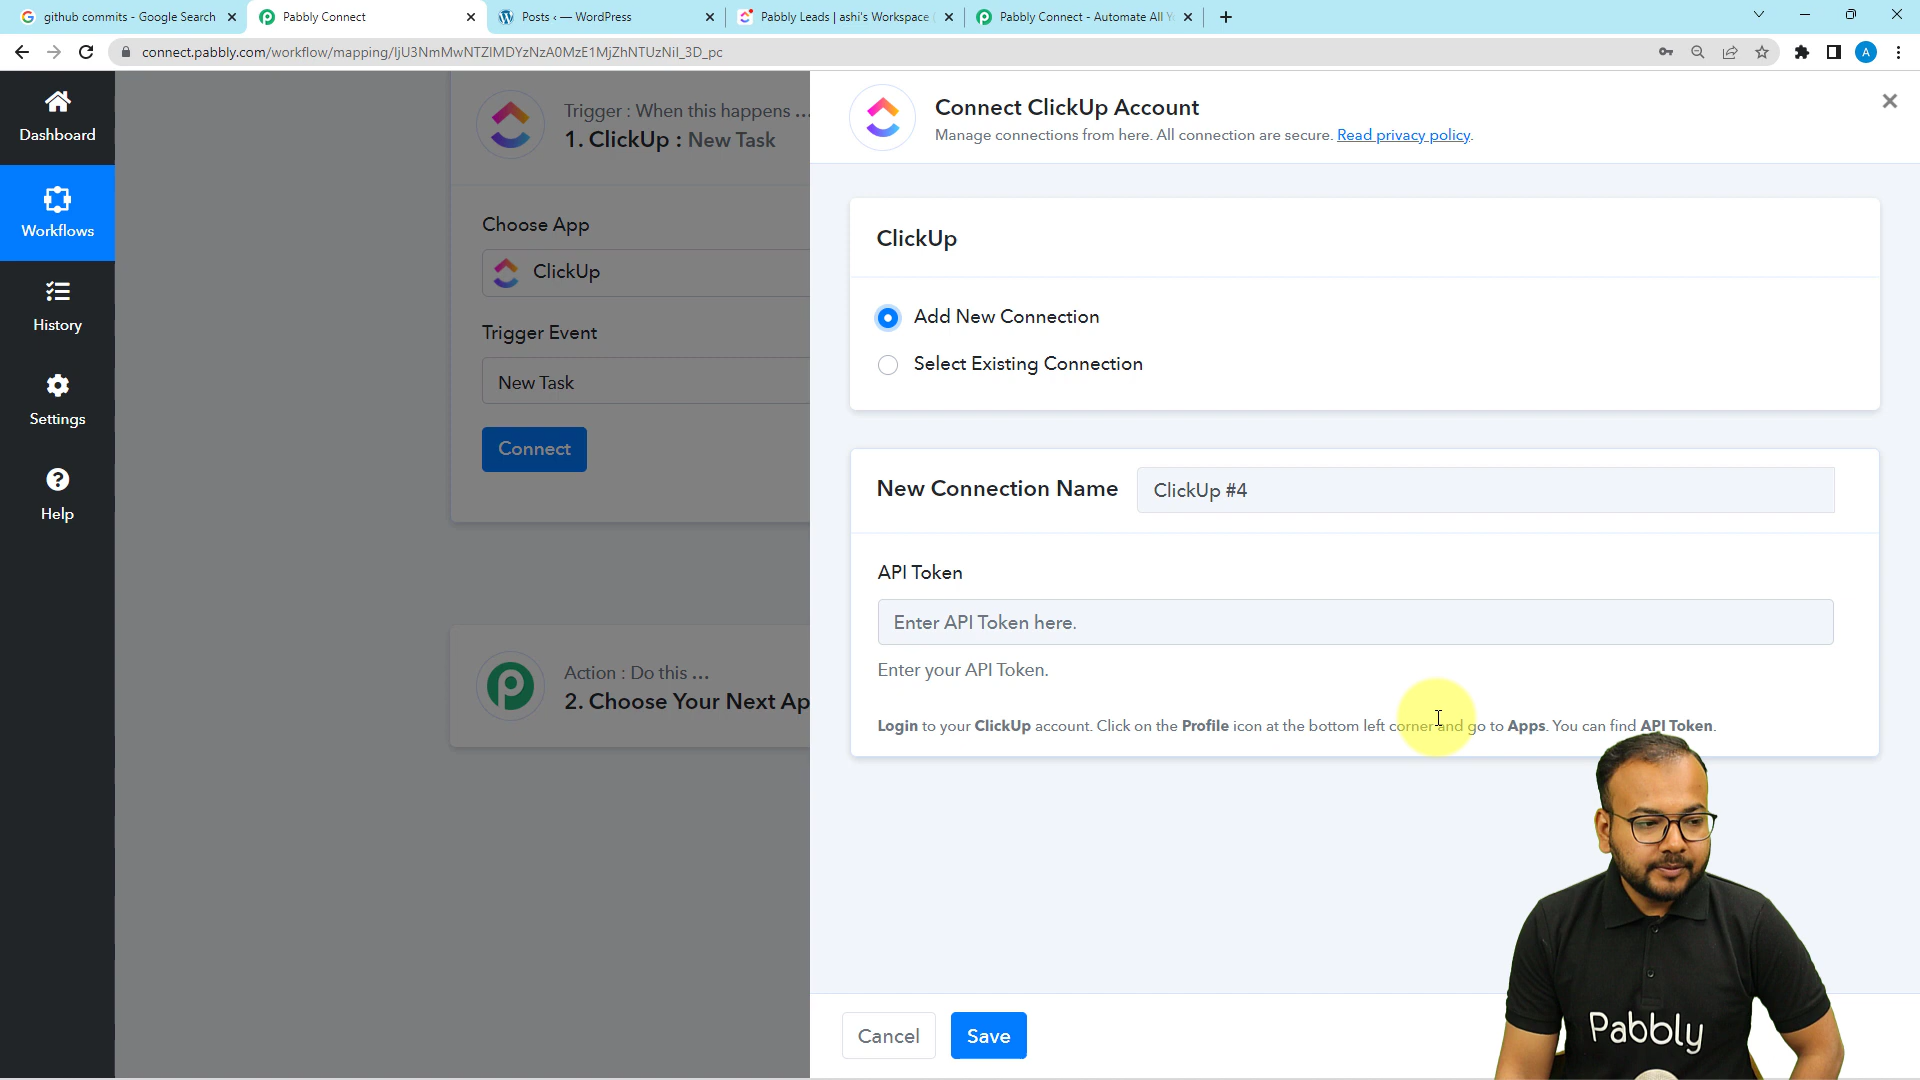 github commits - Google Search
Pabbly Connect
Posts ‹ — WordPress
Pabbly Leads | ashi's Workspace
Pabbly Connect - Automate All
connect.pabbly.com/workflow/mapping/
A
Dashboard
Workflows
History
Settings
Help
Trigger : When this happens ...
1. ClickUp : New Task
Choose App
ClickUp
Trigger Event
New Task
Connect
Action : Do this ...
2. Choose Your Next Ap
Connect ClickUp Account
Manage connections from here. All connection are secure. Read privacy policy.
ClickUp
Add New Connection
Select Existing Connection
New Connection Name
ClickUp #4
API Token
Enter API Token here.
Enter your API Token.
Login to your ClickUp account. Click on the Profile icon at the bottom left corner and go to Apps. You can find API Token.
Cancel
Save
Pabbly